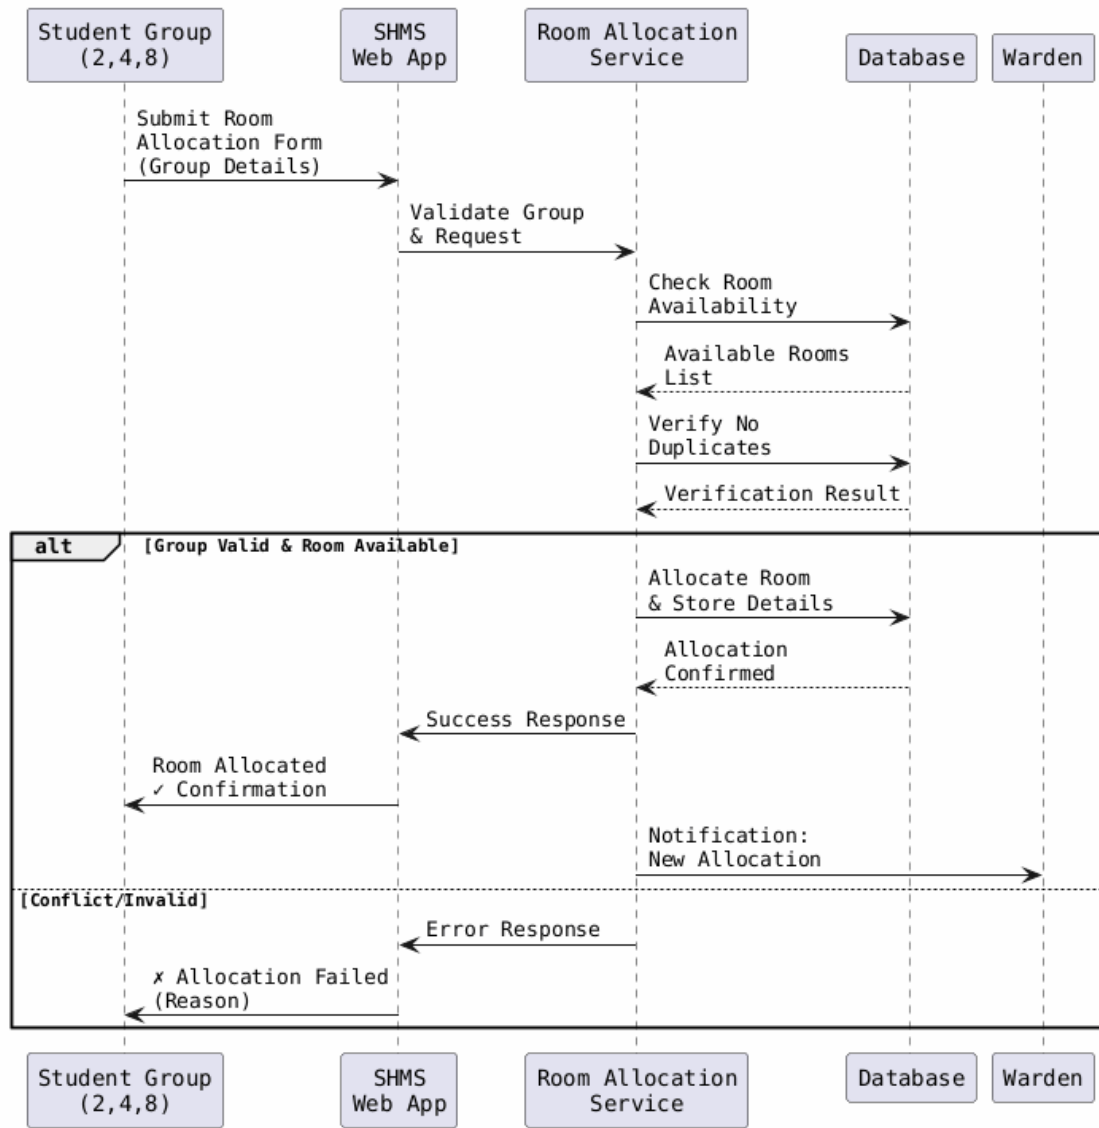 Student Group
(2,4,8)
SHMS
Web App
Room Allocation
Service
Database
Warden
Submit Room
Allocation Form
(Group Details)
Validate Group
& Request
Check Room
Availability
Available Rooms
List
Verify No
Duplicates
Verification Result
alt
[Group Valid & Room Available]
Allocate Room
& Store Details
Allocation
Confirmed
Success Response
Room Allocated
✓ Confirmation
Notification:
New Allocation
[Conflict/Invalid]
Error Response
✗ Allocation Failed
(Reason)
Student Group
(2,4,8)
SHMS
Web App
Room Allocation
Service
Database
Warden